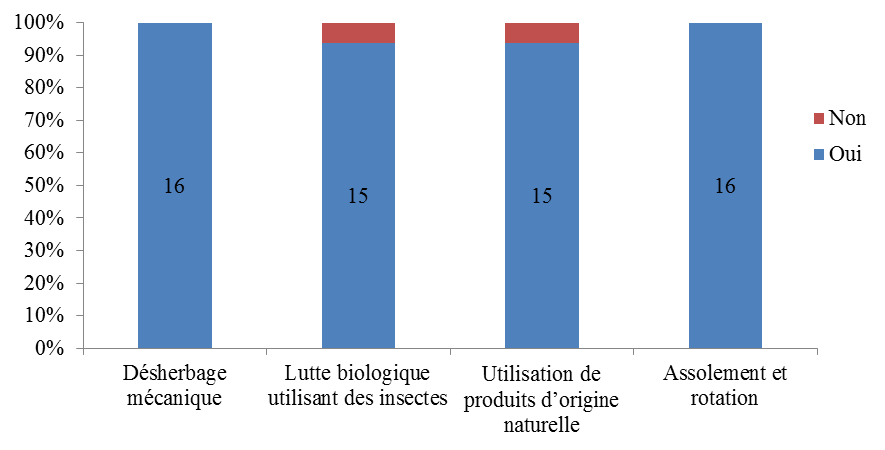 100%
90%
80%
70%
60%
50%
40%
30%
20%
10%
0%
16
15
15
16
Non
Oui
Désherbage
mécanique
Lutte biologique
utilisant des insectes
Utilisation de
produits d’origine
naturelle
Assolement et
rotation